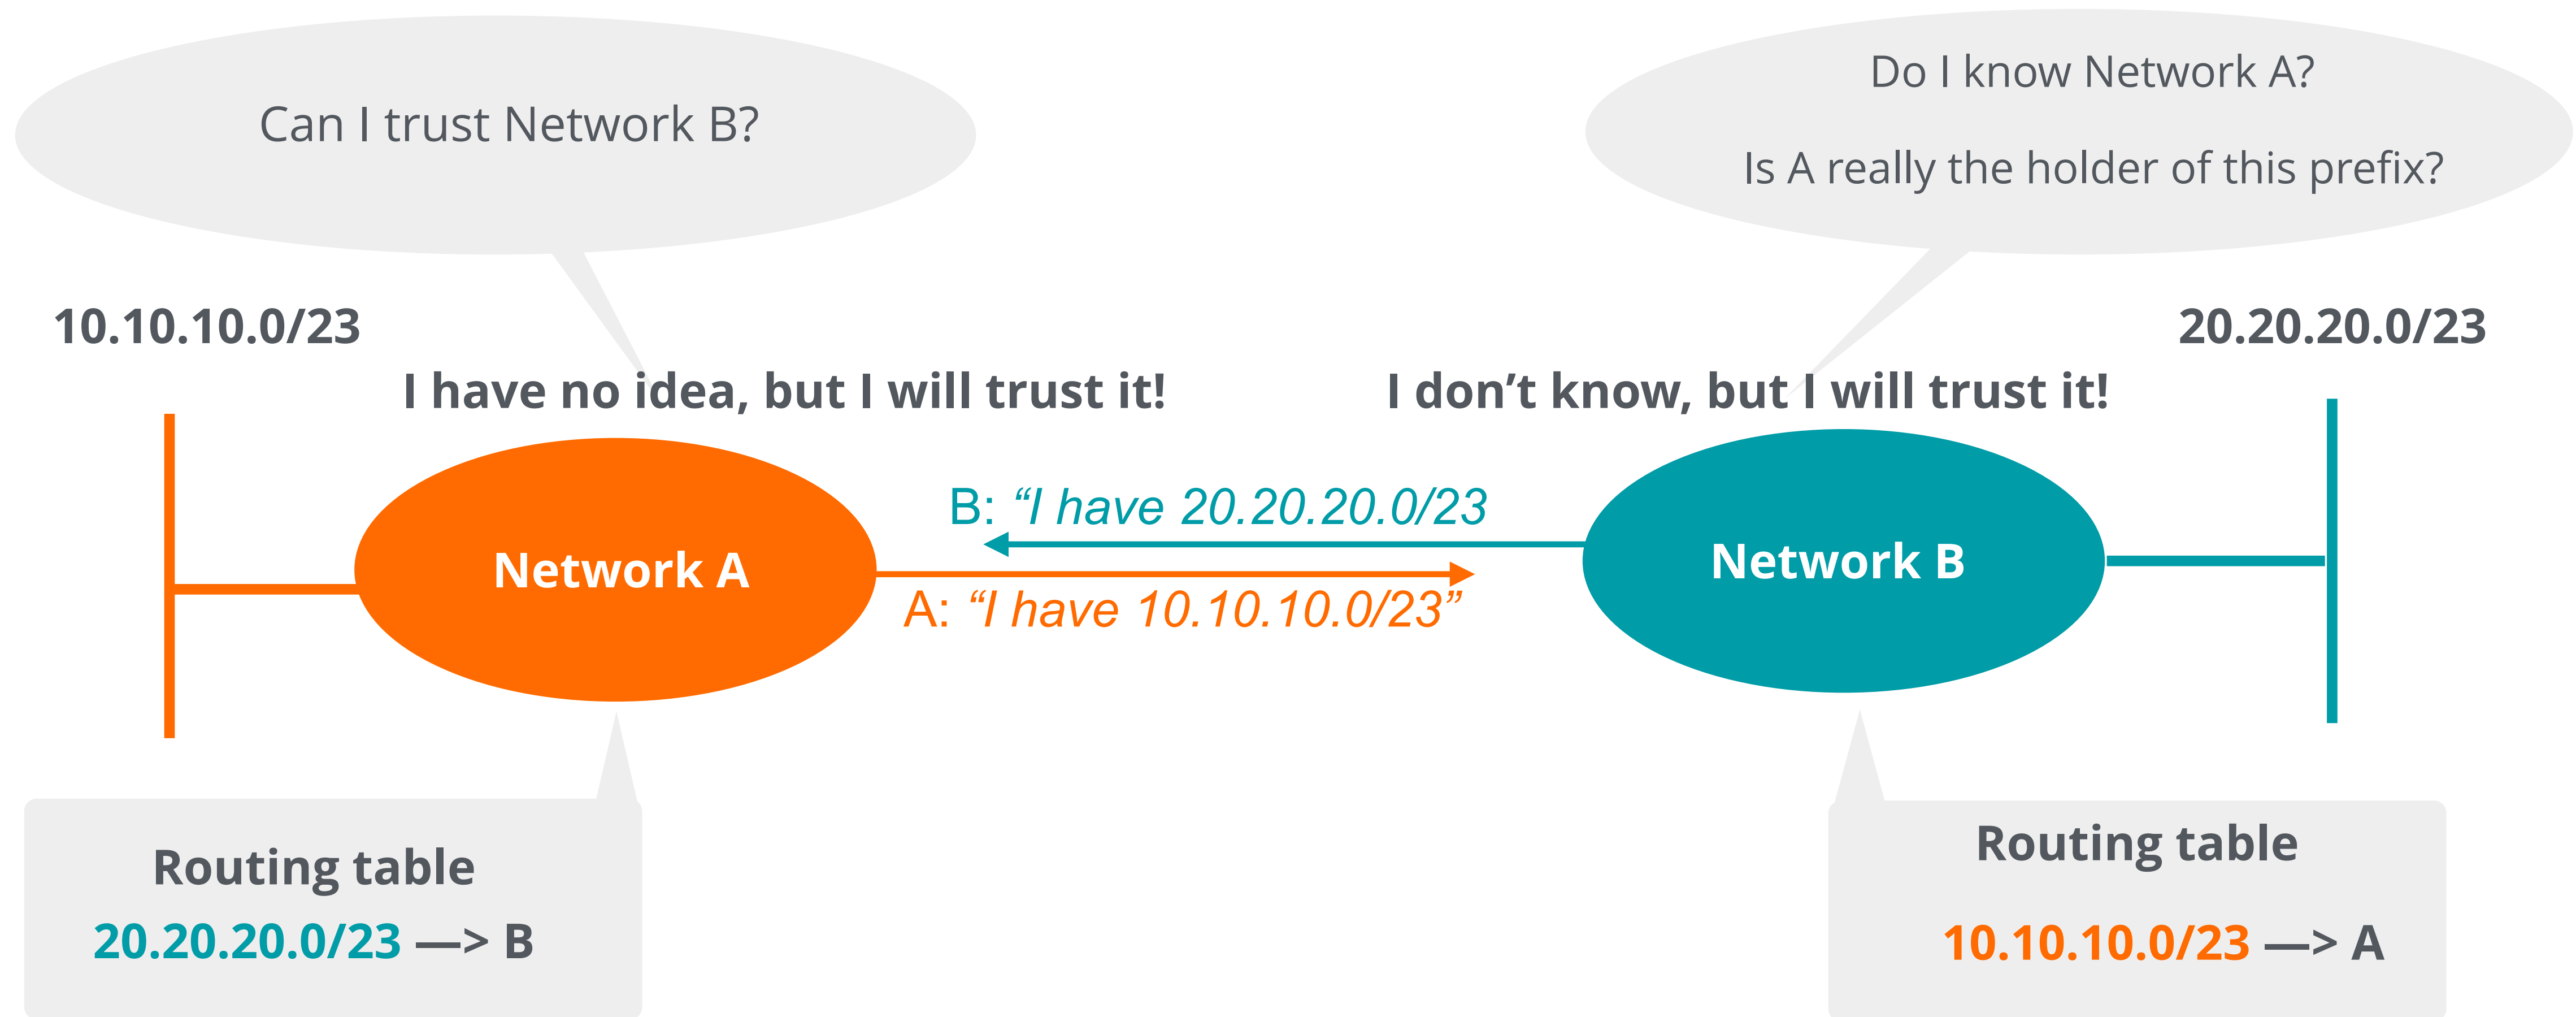 Can I trust Network B?
Do I know Network A?
Is A really the holder of this prefix?
10.10.10.0/23
20.20.20.0/23
I have no idea, but I will trust it!
I don’t know, but I will trust it!
B: “I have 20.20.20.0/23
Network A
Network B
A: “I have 10.10.10.0/23”
Routing table
20.20.20.0/23 —> B
Routing table
10.10.10.0/23 —> A